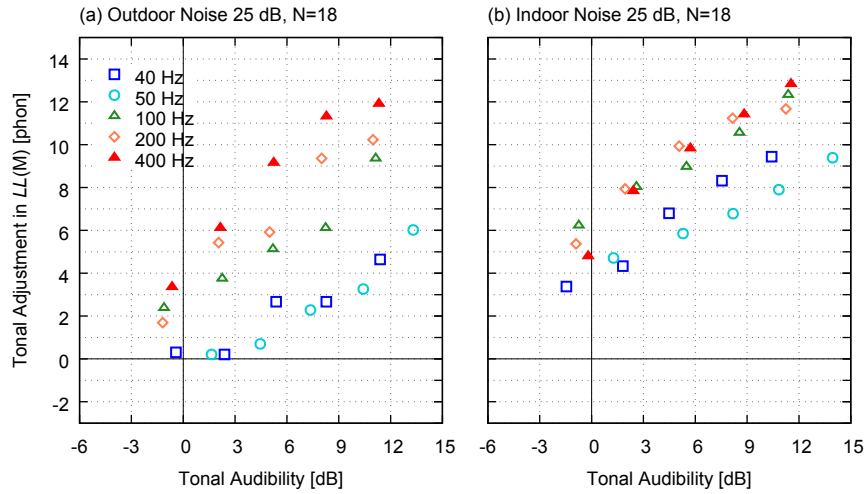 (a) Outdoor Noise 25 dB, N=18
(b) Indoor Noise 25 dB, N=18
Tonal Adjustment in LL(M) [phon]
14
12
10
8
6
4
2
0
-2
40 Hz
50 Hz
100 Hz
200 Hz
400 Hz
-6 -3 0 3 6 9 12 15
-6 -3 0 3 6 9 12 15
Tonal Audibility [dB]
Tonal Audibility [dB]